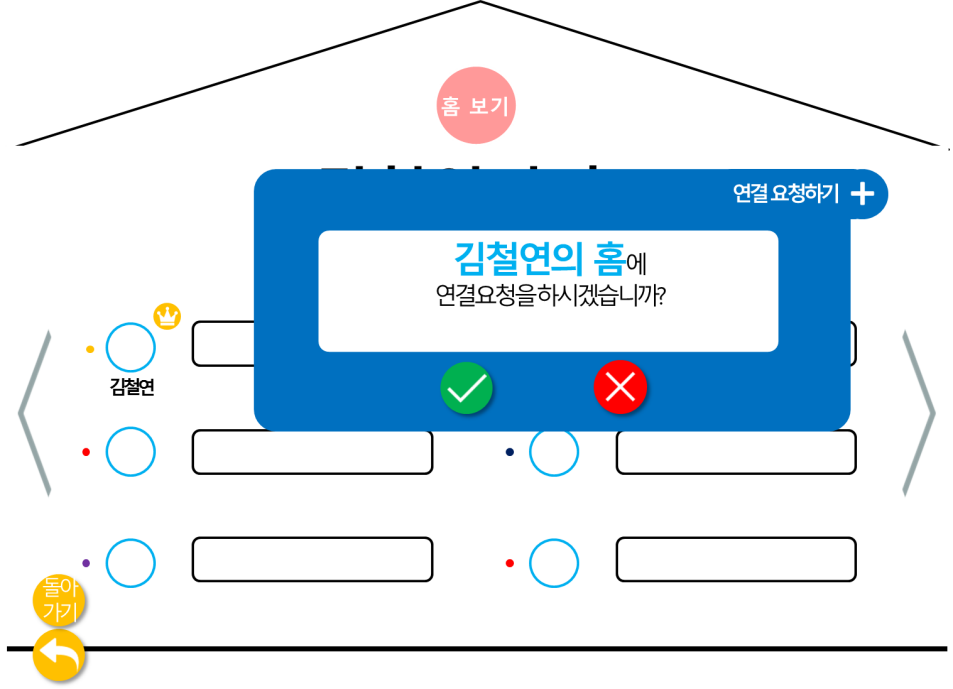 홈 보기
연결 요청하기
김철연의 홈에
연결요청을하시겠습니까?
김철연
돌아
가기